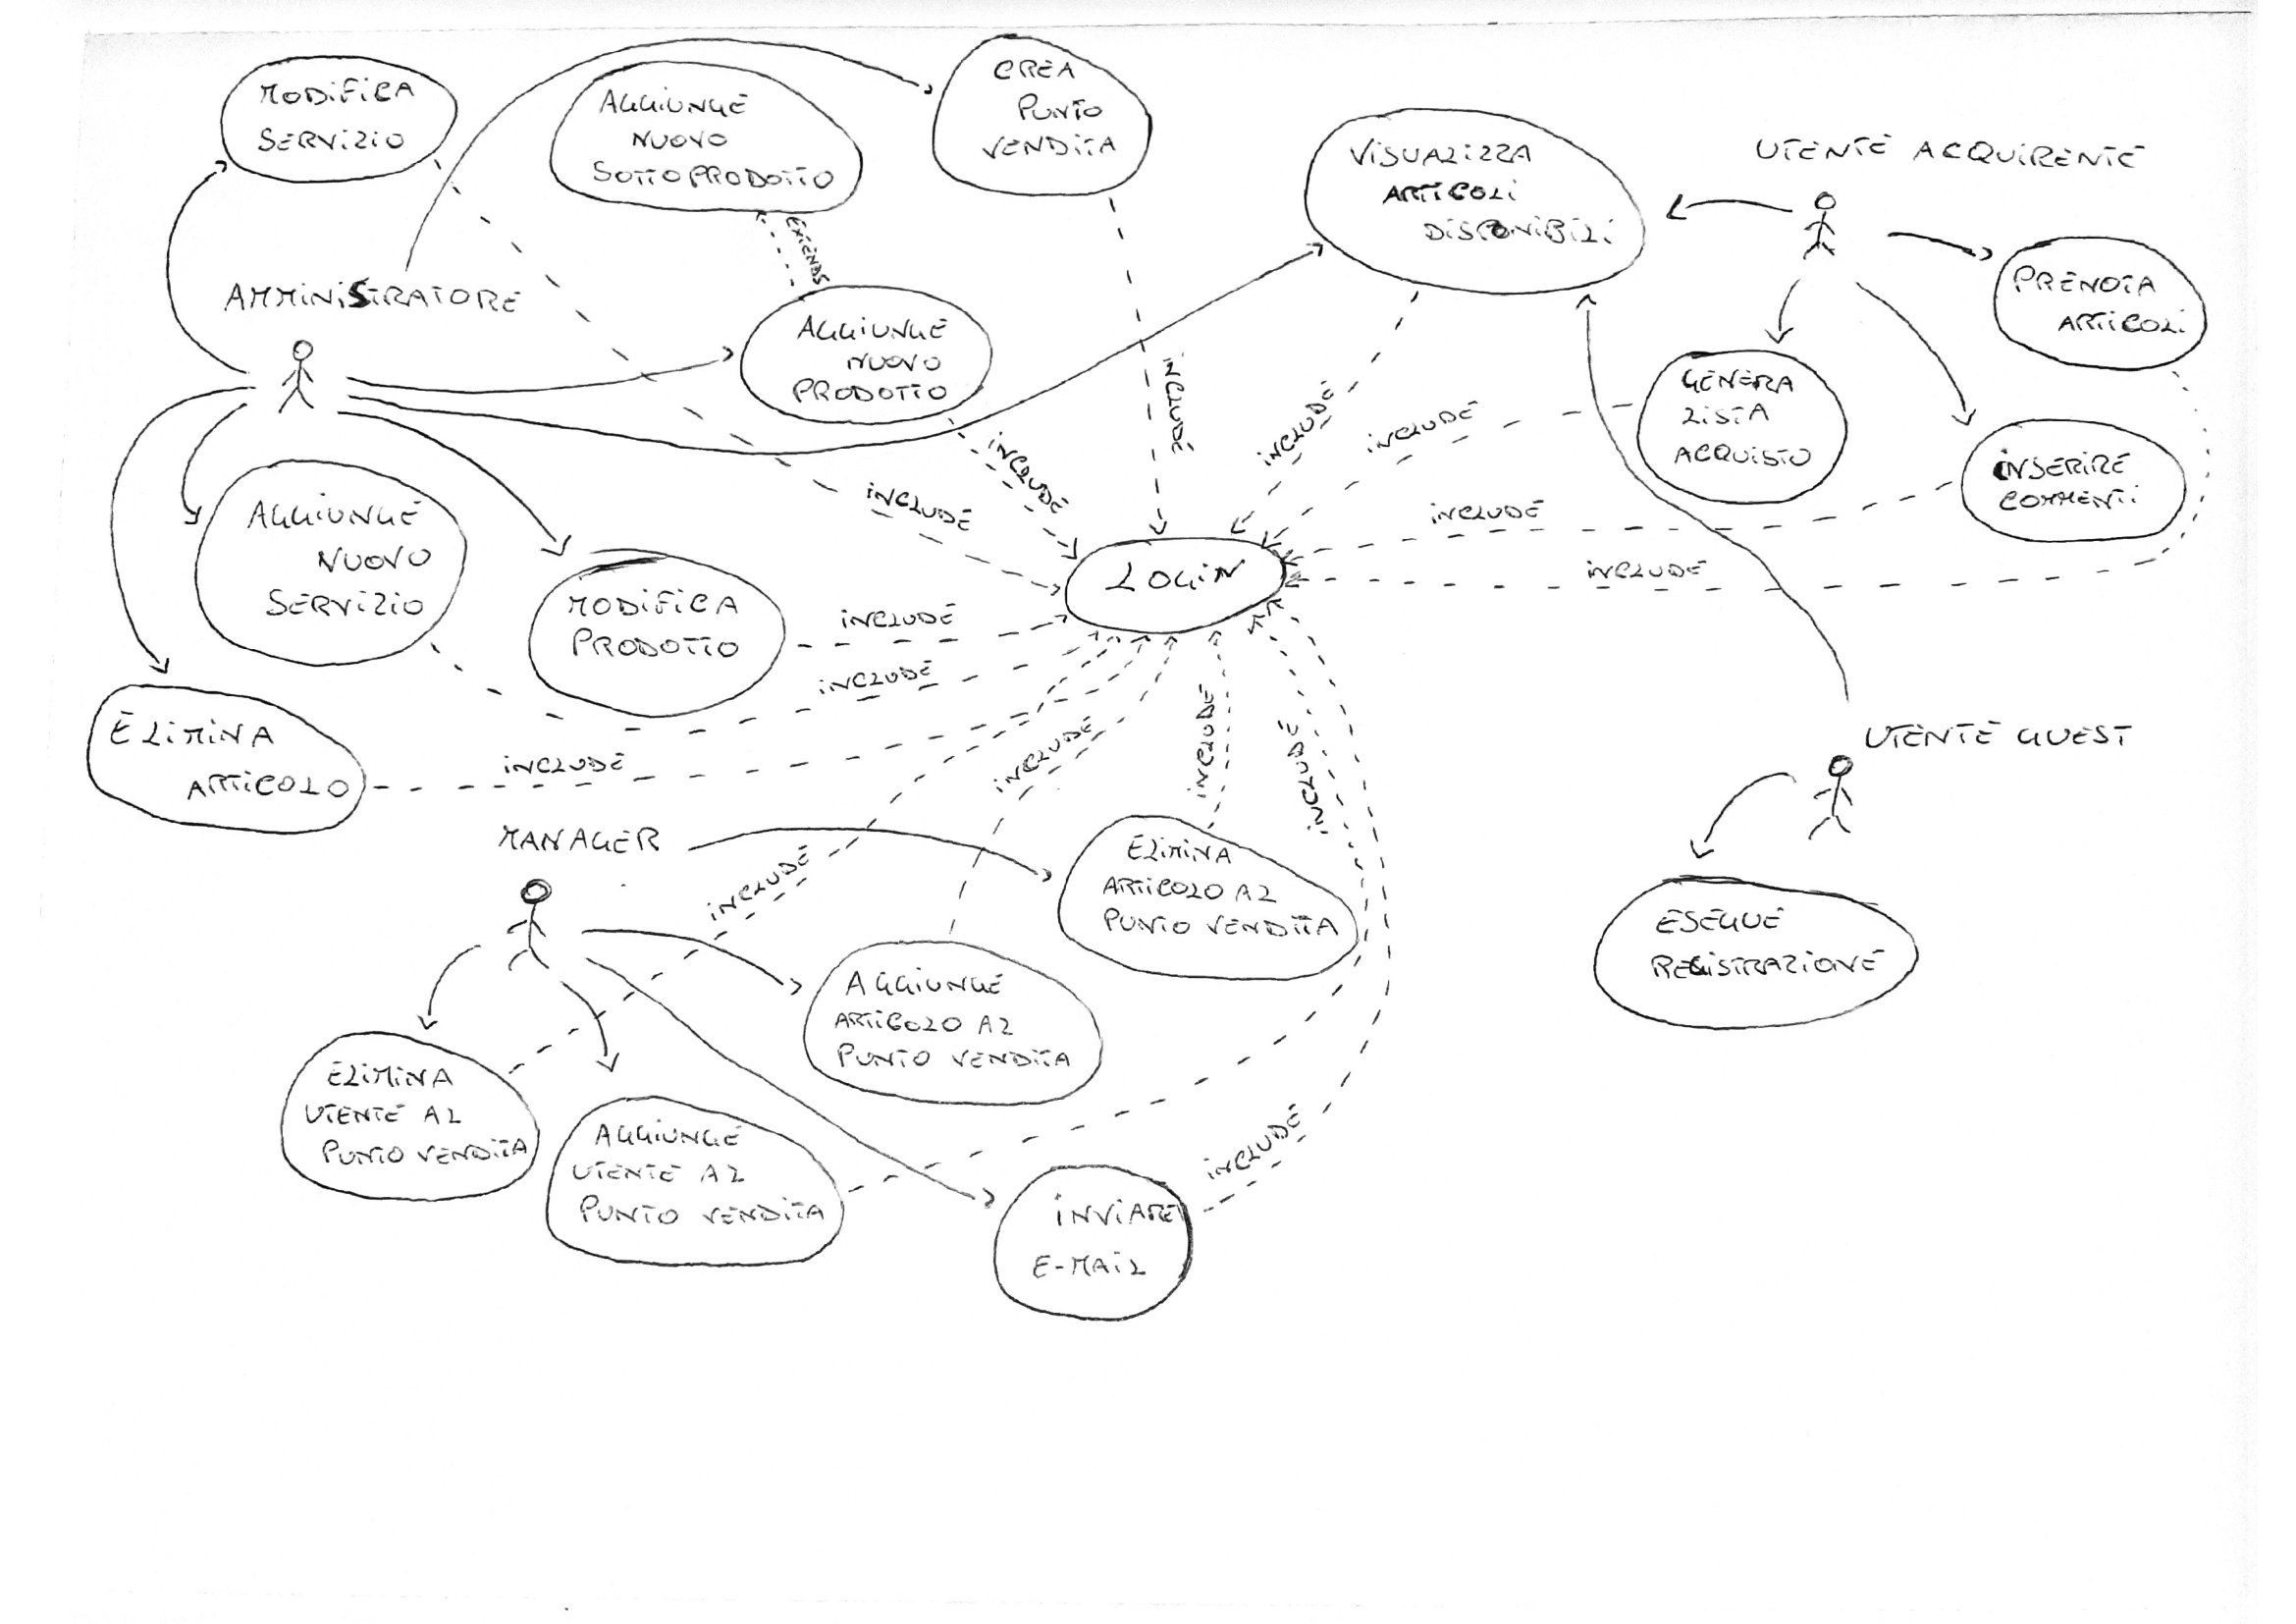 MODIFICA
SERVIZIO
AGGIUNGE
NUOVO
SOTTOPRODOTTO
CREA
PUNTO
VENDITA
VISUALIZZA
ARTICOLI
DISPONIBILI
UTENTE ACQUIRENTE
EXTENDS
AMMINISTRATORE
PRENOTA
ARTICOLI
AGGIUNGE
NUOVO
PRODOTTO
INCLUDE
GENERA
LISTA
ACQUISTO
INCLUDE
INCLUDE
INCLUDE
INCLUDE
INSERIRE
COMMENTI
AGGIUNGE
NUOVO
SERVIZIO
INCLUDE
LOGIN
INCLUDE
MODIFICA
PRODOTTO
INCLUDE
INCLUDE
ELIMINA
ARTICOLO
INCLUDE
INCLUDE
INCLUDE
INCLUDE
UTENTE GUEST
MANAGER
INCLUDE
ELIMINA
ARTICOLO AL
PUNTO VENDITA
ESEGUE
REGISTRAZIONE
AGGIUNGE
ARTICOLO AL
PUNTO VENDITA
ELIMINA
UTENTE AL
PUNTO VENDITA
AGGIUNGE
UTENTE AL
PUNTO VENDITA
INCLUDE
INVIARE
E-MAIL